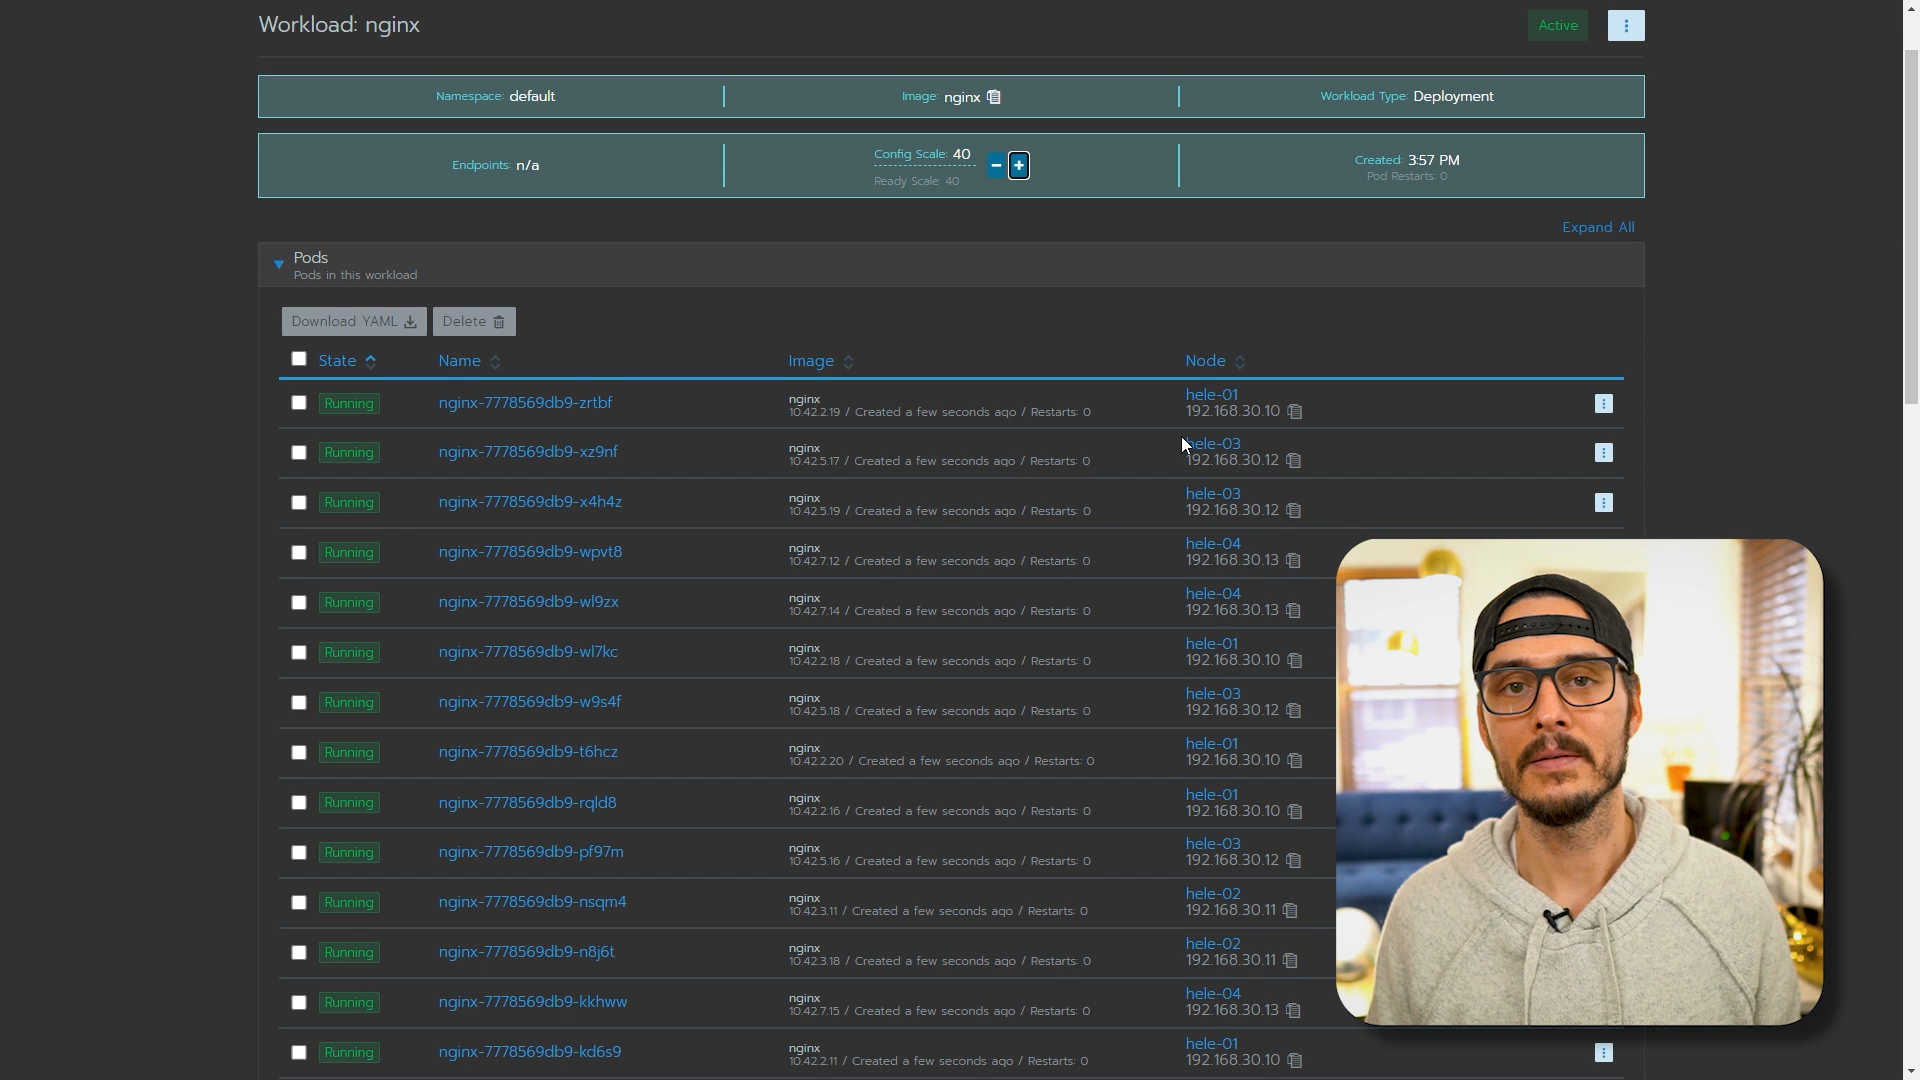 Workload: nginx
Active
Namespace: default
Image: nginx
Workload Type: Deployment
Endpoints: n/a
Config Scale: 40
Ready Scale: 40
Created: 3:57 PM
Pod Restarts: 0
Expand All
Pods
Pods in this workload
Download YAML
Delete
State Name Image Node
Running nginx-7778569db9-zrtbf nginx hele-01
10.42.2.19 / Created a few seconds ago / Restarts: 0 192.168.30.10
Running nginx-7778569db9-xz9nf nginx hele-03
10.42.5.17 / Created a few seconds ago / Restarts: 0 192.168.30.12
Running nginx-7778569db9-x4h4z nginx hele-03
10.42.5.19 / Created a few seconds ago / Restarts: 0 192.168.30.12
Running nginx-7778569db9-wpvt8 nginx hele-04
10.42.7.12 / Created a few seconds ago / Restarts: 0 192.168.30.13
Running nginx-7778569db9-wl9zx nginx hele-04
10.42.7.14 / Created a few seconds ago / Restarts: 0 192.168.30.13
Running nginx-7778569db9-wl7kc nginx hele-01
10.42.2.18 / Created a few seconds ago / Restarts: 0 192.168.30.10
Running nginx-7778569db9-w9s4f nginx hele-03
10.42.5.18 / Created a few seconds ago / Restarts: 0 192.168.30.12
Running nginx-7778569db9-t6hcz nginx hele-01
10.42.2.20 / Created a few seconds ago / Restarts: 0 192.168.30.10
Running nginx-7778569db9-rqld8 nginx hele-01
10.42.2.16 / Created a few seconds ago / Restarts: 0 192.168.30.10
Running nginx-7778569db9-pf97m nginx hele-03
10.42.5.16 / Created a few seconds ago / Restarts: 0 192.168.30.12
Running nginx-7778569db9-nsqm4 nginx hele-02
10.42.3.11 / Created a few seconds ago / Restarts: 0 192.168.30.11
Running nginx-7778569db9-n8j6t nginx hele-02
10.42.3.18 / Created a few seconds ago / Restarts: 0 192.168.30.11
Running nginx-7778569db9-kkhww nginx hele-04
10.42.7.15 / Created a few seconds ago / Restarts: 0 192.168.30.13
Running nginx-7778569db9-kd6s9 nginx hele-01
10.42.2.11 / Created a few seconds ago / Restarts: 0 192.168.30.10